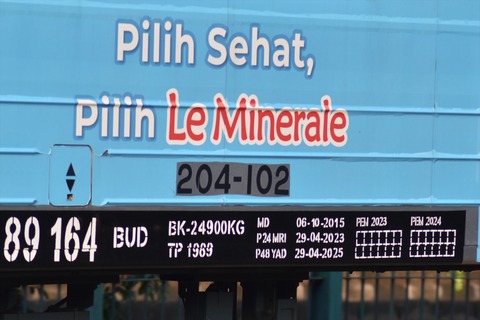 Pilih Sehat,
Pilih Le Minerale
204-102
89 164 BUD
BK-24900KG
TP 1969
MD 06-10-2015
P24 MRI 29-04-2023
P48 YAD 29-04-2025
PEM 2023 PEM 2024